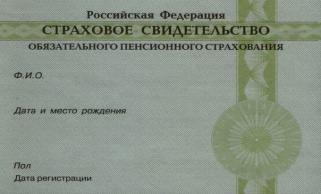 Российская Федерация
СТРАХОВОЕ СВИДЕТЕЛЬСТВО
ОБЯЗАТЕЛЬНОГО ПЕНСИОННОГО СТРАХОВАНИЯ
Ф.И.О.
Дата и место рождения
Пол
Дата регистрации